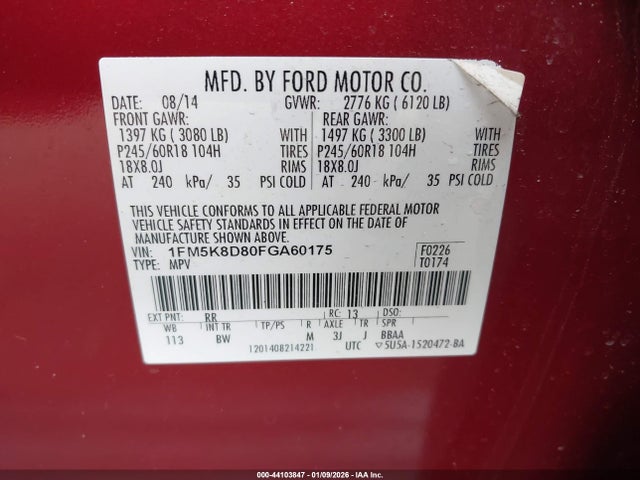 MFD. BY FORD MOTOR CO.
DATE: 08/14 GVWR: 2776 KG ( 6120 LB)
FRONT GAWR: REAR GAWR:
1397 KG ( 3080 LB) WITH 1497 KG ( 3300 LB) WITH
P245/60R18 104H TIRES P245/60R18 104H TIRES
18X8.0J RIMS 18X8.0J RIMS
AT 240 kPa/ 35 PSI COLD AT 240 kPa/ 35 PSI COLD
THIS VEHICLE CONFORMS TO ALL APPLICABLE FEDERAL MOTOR
VEHICLE SAFETY STANDARDS IN EFFECT ON THE DATE OF
MANUFACTURE SHOWN ABOVE.
VIN: 1FM5K8D80FGA60175 F0226
TYPE: MPV T0174
EXT PNT: RR RC: 13 DSO:
WB INT TR TP/PS R AXLE TR SPR
113 BW M 3J J BBAA
1201408214221 UTC ▽5U5A-1520472-BA
000-44103847 - 01/09/2026 - IAA Inc.